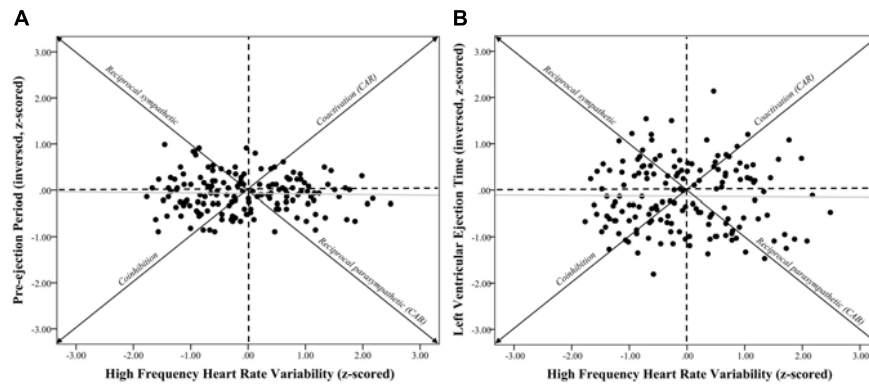 A
B
3.00
2.00
1.00
.00
-1.00
-2.00
-3.00
Pre-ejection Period (inversed, z-scored)
Reciprocal sympathetic
Coactivation (CAR)
Coinhibition
Reciprocal parasympathetic (CAB)
-3.00 -2.00 -1.00 .00 1.00 2.00 3.00
High Frequency Heart Rate Variability (z-scored)
3.00
2.00
1.00
.00
-1.00
-2.00
-3.00
Left Ventricular Ejection Time (inversed, z-scored)
Reciprocal sympathetic
Coactivation (CAR)
Coinhibition
Reciprocal parasympathetic (CAB)
-3.00 -2.00 -1.00 .00 1.00 2.00 3.00
High Frequency Heart Rate Variability (z-scored)